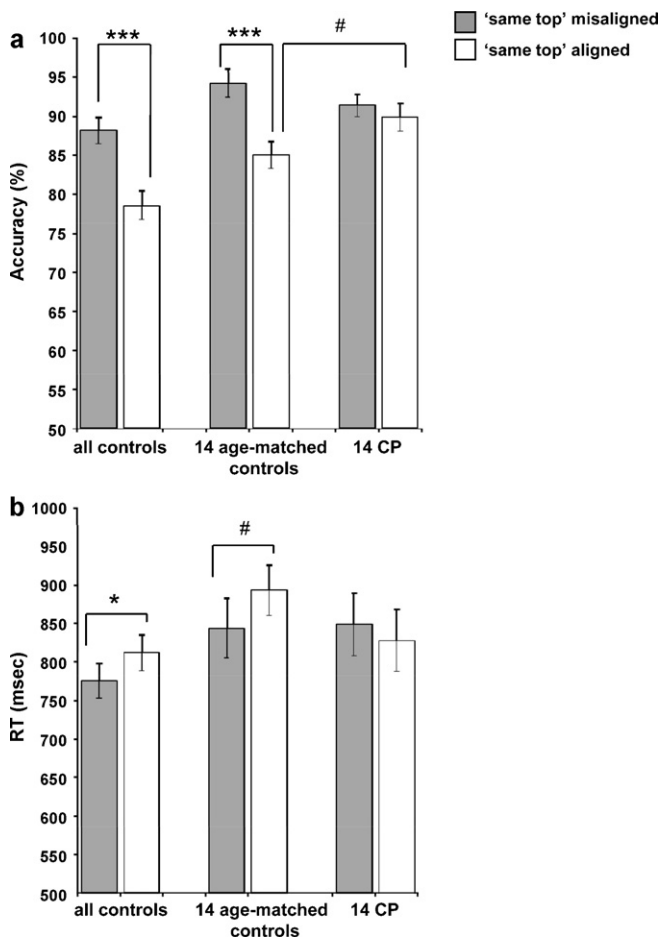 a
***
***
#
'same top' misaligned
'same top' aligned
Accuracy (%)
100
95
90
85
80
75
70
65
60
55
50
all controls
14 age-matched
controls
14 CP
b
*
#
RT (msec)
1000
950
900
850
800
750
700
650
600
550
500
all controls
14 age-matched
controls
14 CP